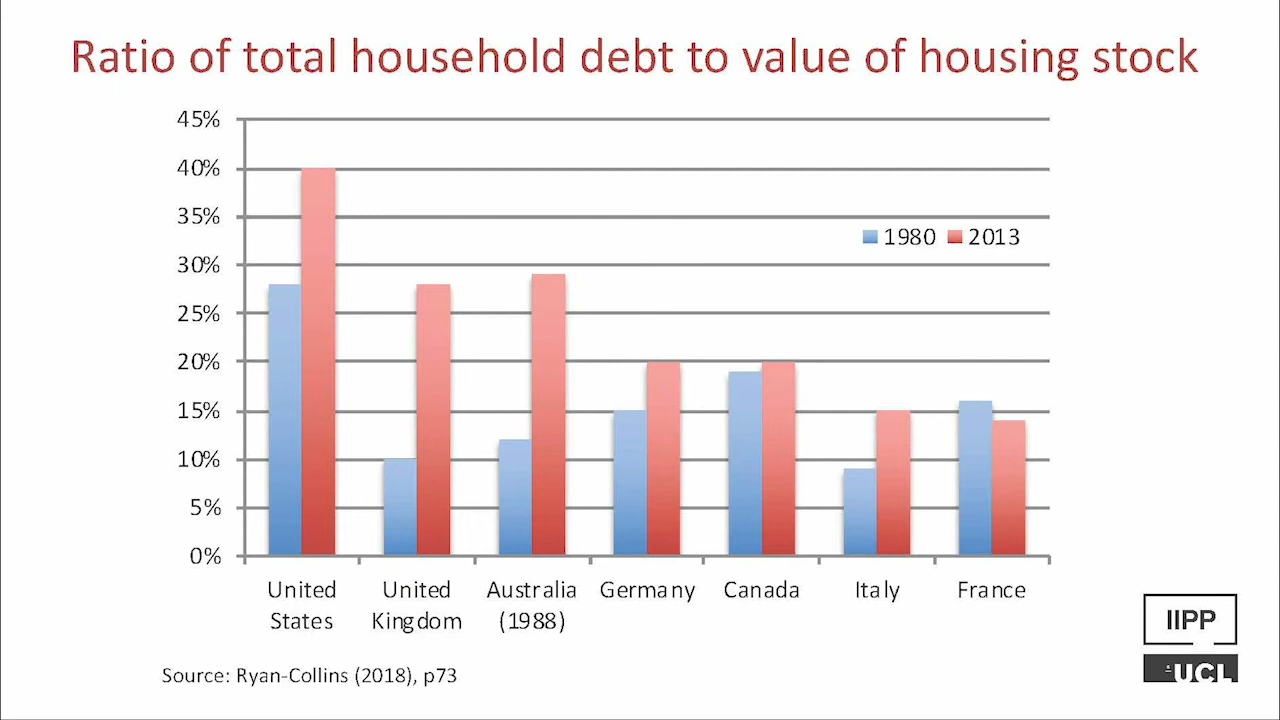 Ratio of total household debt to value of housing stock
45%
40%
35%
30%
25%
20%
15%
10%
5%
0%
1980 2013
United States
United Kingdom
Australia (1988)
Germany
Canada
Italy
France
Source: Ryan-Collins (2018), p73
IIPP
UCL